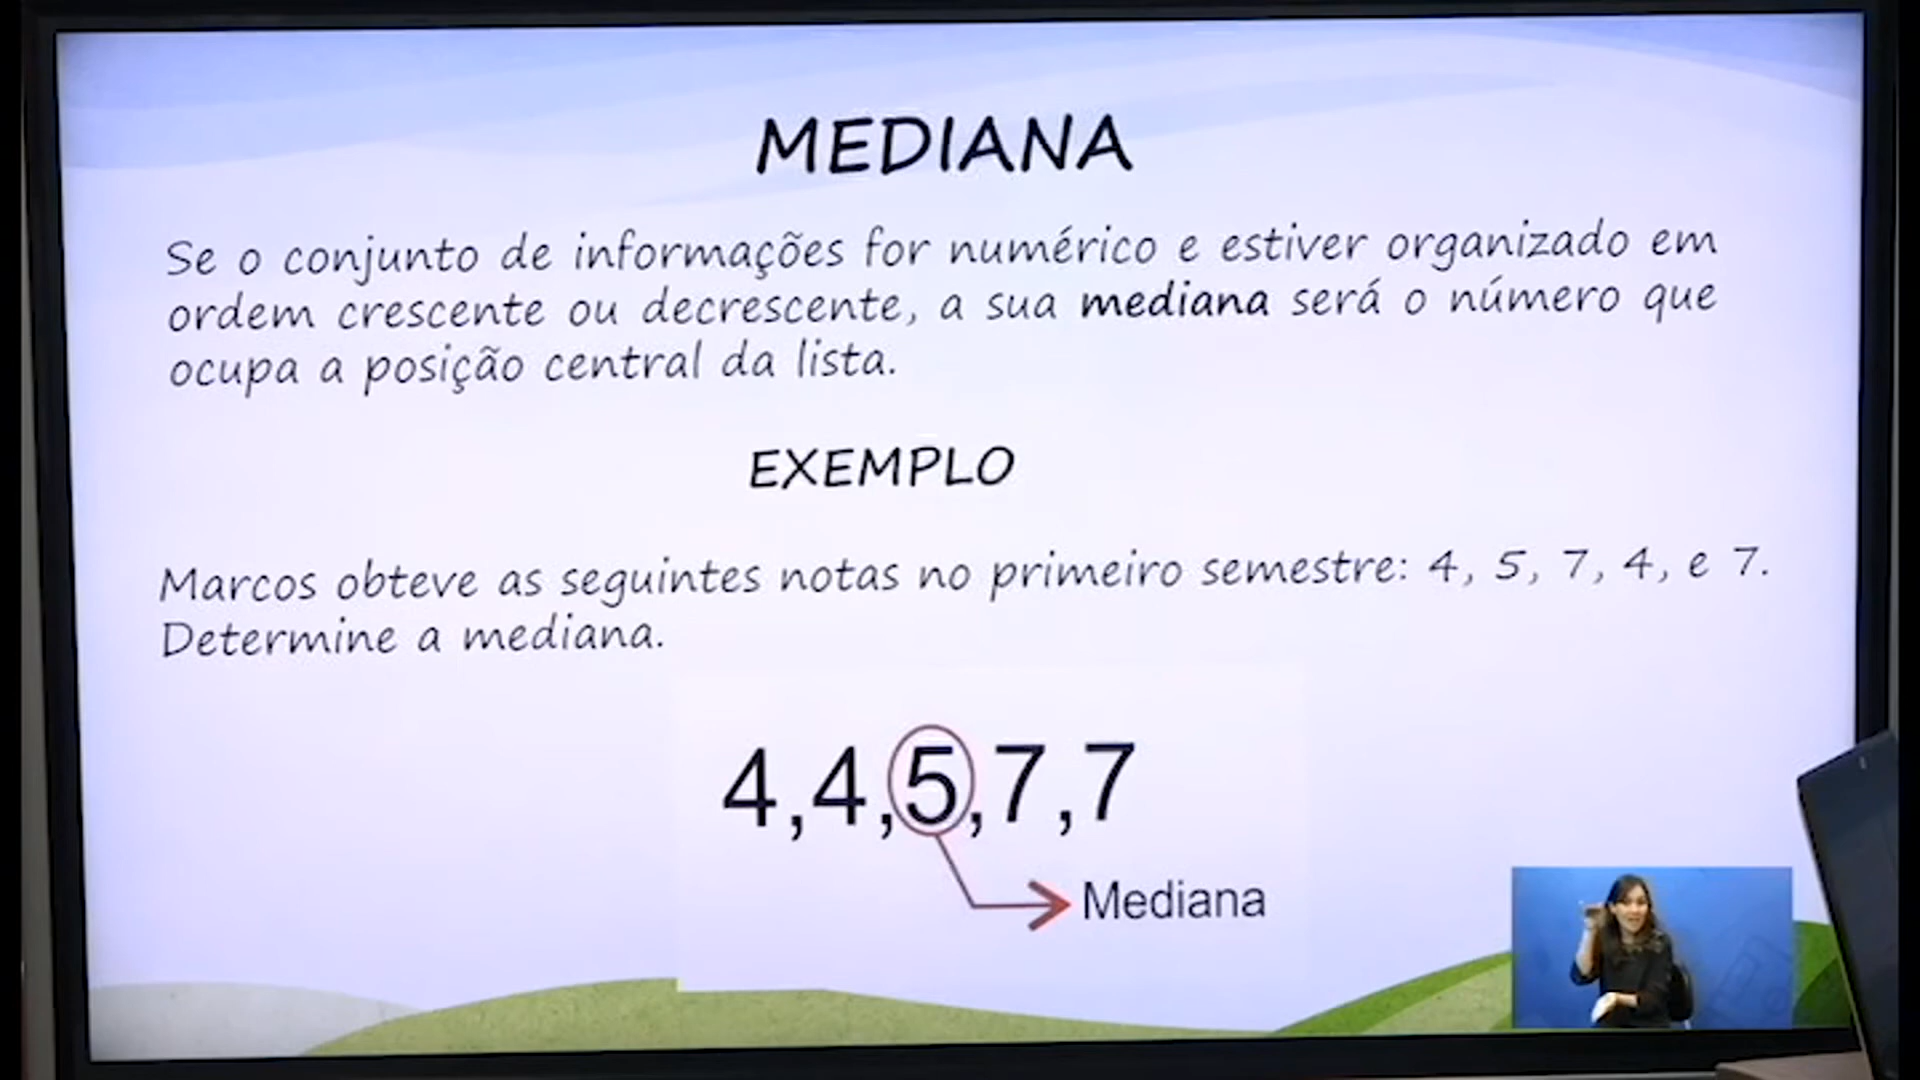 MEDIANA
Se o conjunto de informações for numérico e estiver organizado em
ordem crescente ou decrescente, a sua mediana será o número que
ocupa a posição central da lista.
EXEMPLO
Marcos obteve as seguintes notas no primeiro semestre: 4, 5, 7, 4, e 7.
Determine a mediana.
4,4,5,7,7
Mediana